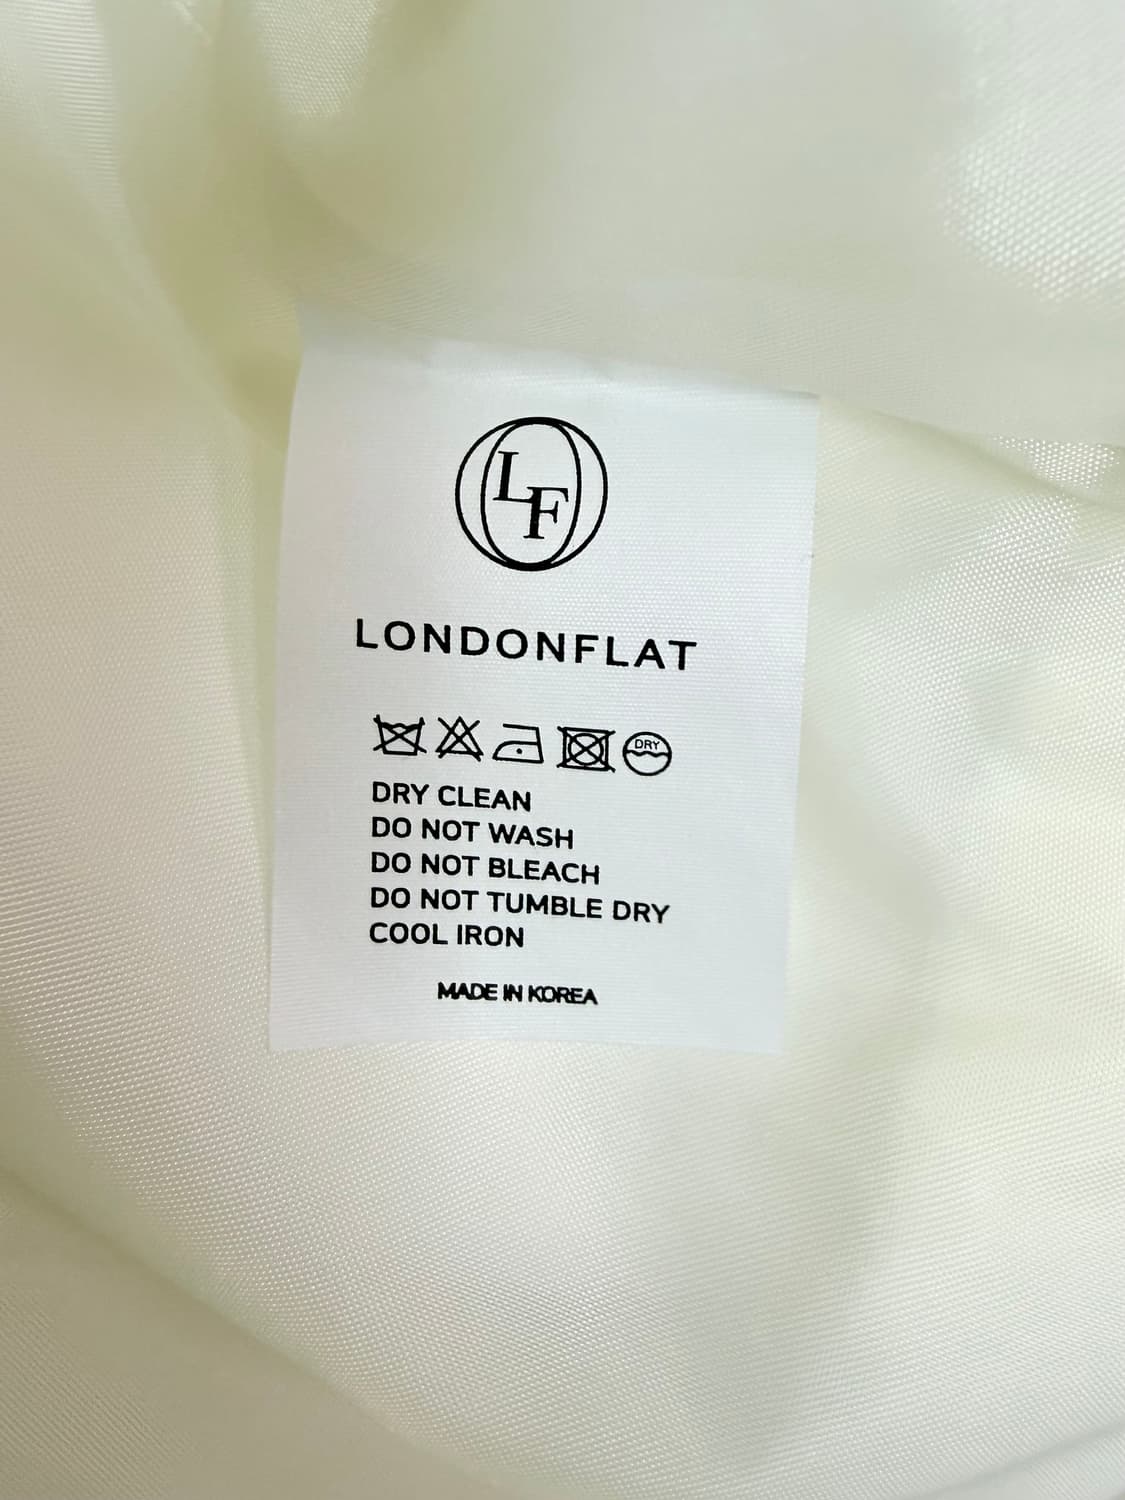 LF
LONDONFLAT
DRY
DRY CLEAN
DO NOT WASH
DO NOT BLEACH
DO NOT TUMBLE DRY
COOL IRON
MADE IN KOREA